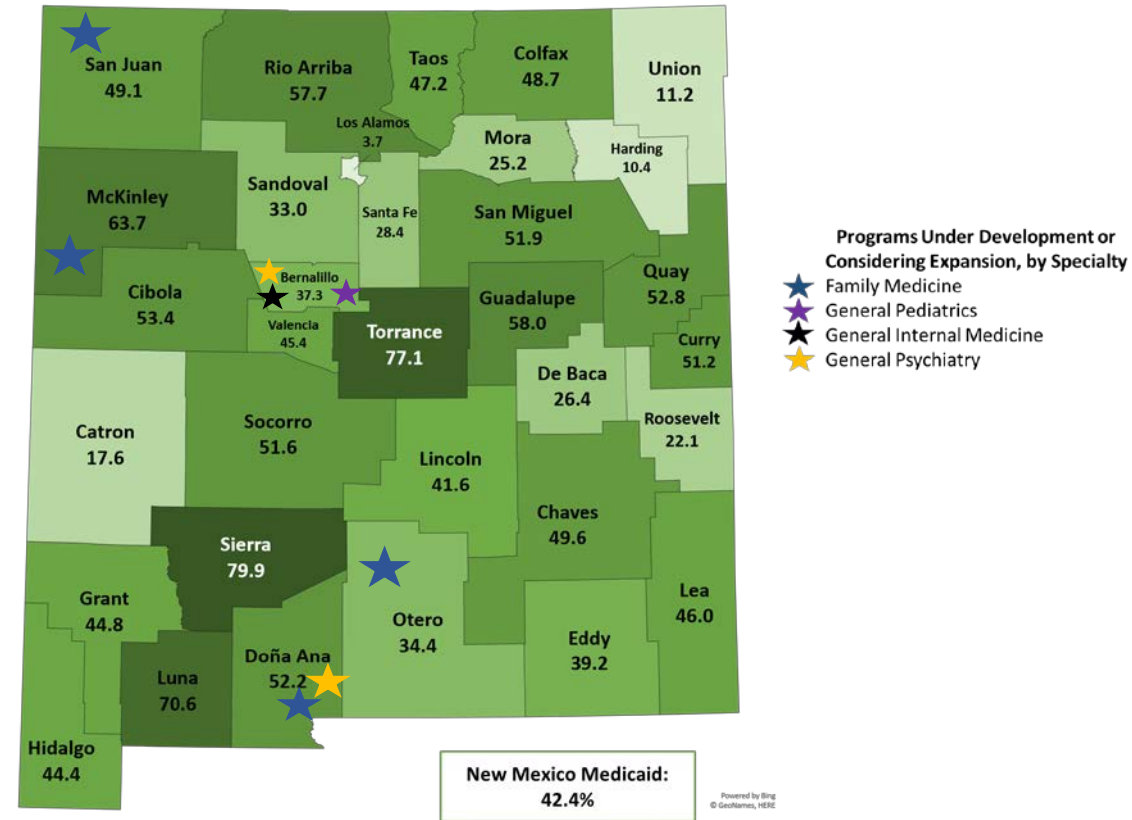 San Juan
49.1
Rio Arriba
57.7
Taos
47.2
Colfax
48.7
Union
11.2
Los Alamos
3.7
Mora
25.2
Harding
10.4
McKinley
63.7
Sandoval
33.0
Santa Fe
28.4
San Miguel
51.9
Cibola
53.4
Bernalillo
37.3
Valencia
45.4
Torrance
77.1
Guadalupe
58.0
Quay
52.8
Curry
51.2
De Baca
26.4
Roosevelt
22.1
Catron
17.6
Socorro
51.6
Lincoln
41.6
Chaves
49.6
Sierra
79.9
Grant
44.8
Otero
34.4
Lea
46.0
Eddy
39.2
Doña Ana
52.2
Luna
70.6
Hidalgo
44.4
Programs Under Development or
Considering Expansion, by Specialty
Family Medicine
General Pediatrics
General Internal Medicine
General Psychiatry
New Mexico Medicaid:
42.4%
Powered by Bing
© GeoNames, HERE